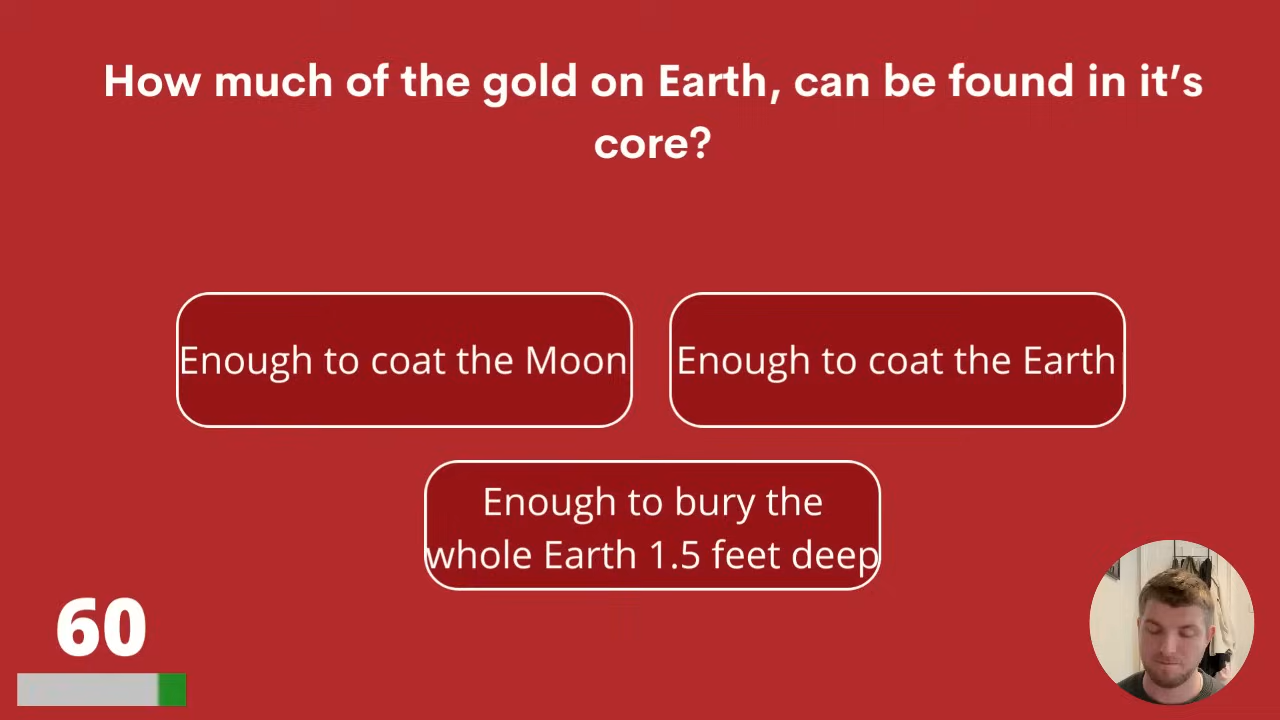 How much of the gold on Earth, can be found in it's
core?
Enough to coat the Moon
Enough to coat the Earth
Enough to bury the
whole Earth 1.5 feet deep
60